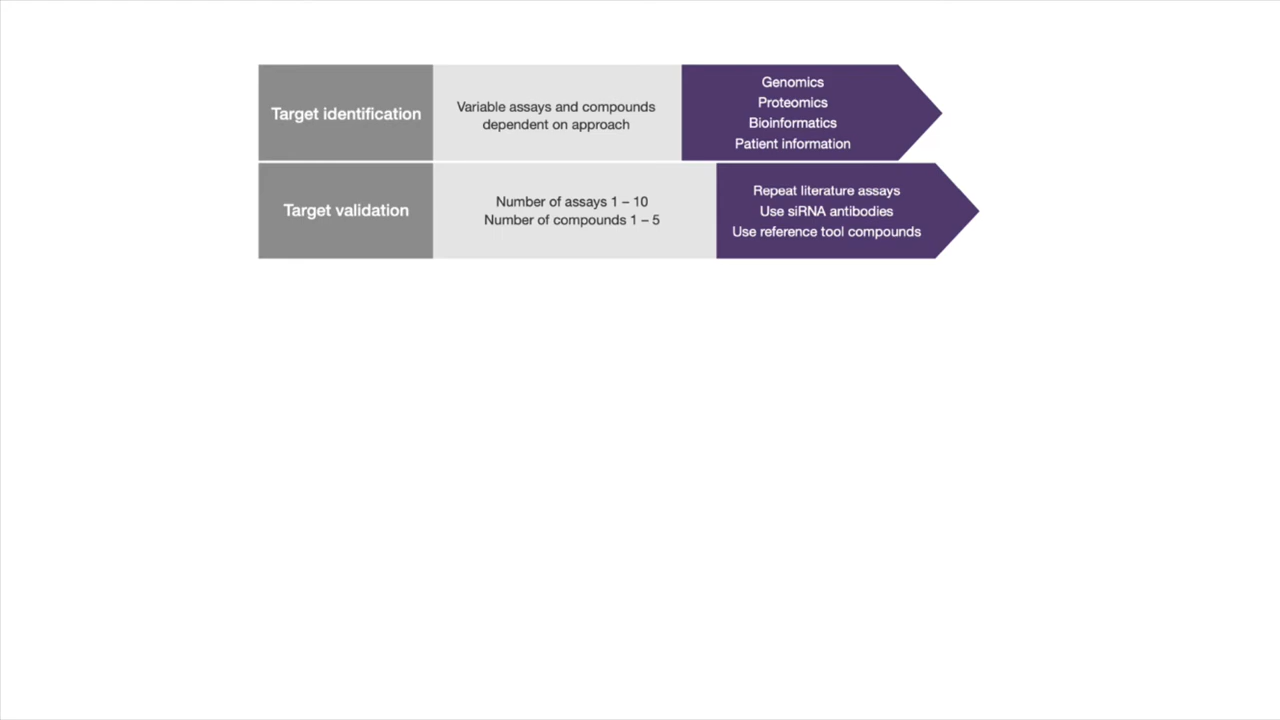 Target identification
Variable assays and compounds
dependent on approach
Genomics
Proteomics
Bioinformatics
Patient information
Target validation
Number of assays 1 – 10
Number of compounds 1 – 5
Repeat literature assays
Use siRNA antibodies
Use reference tool compounds